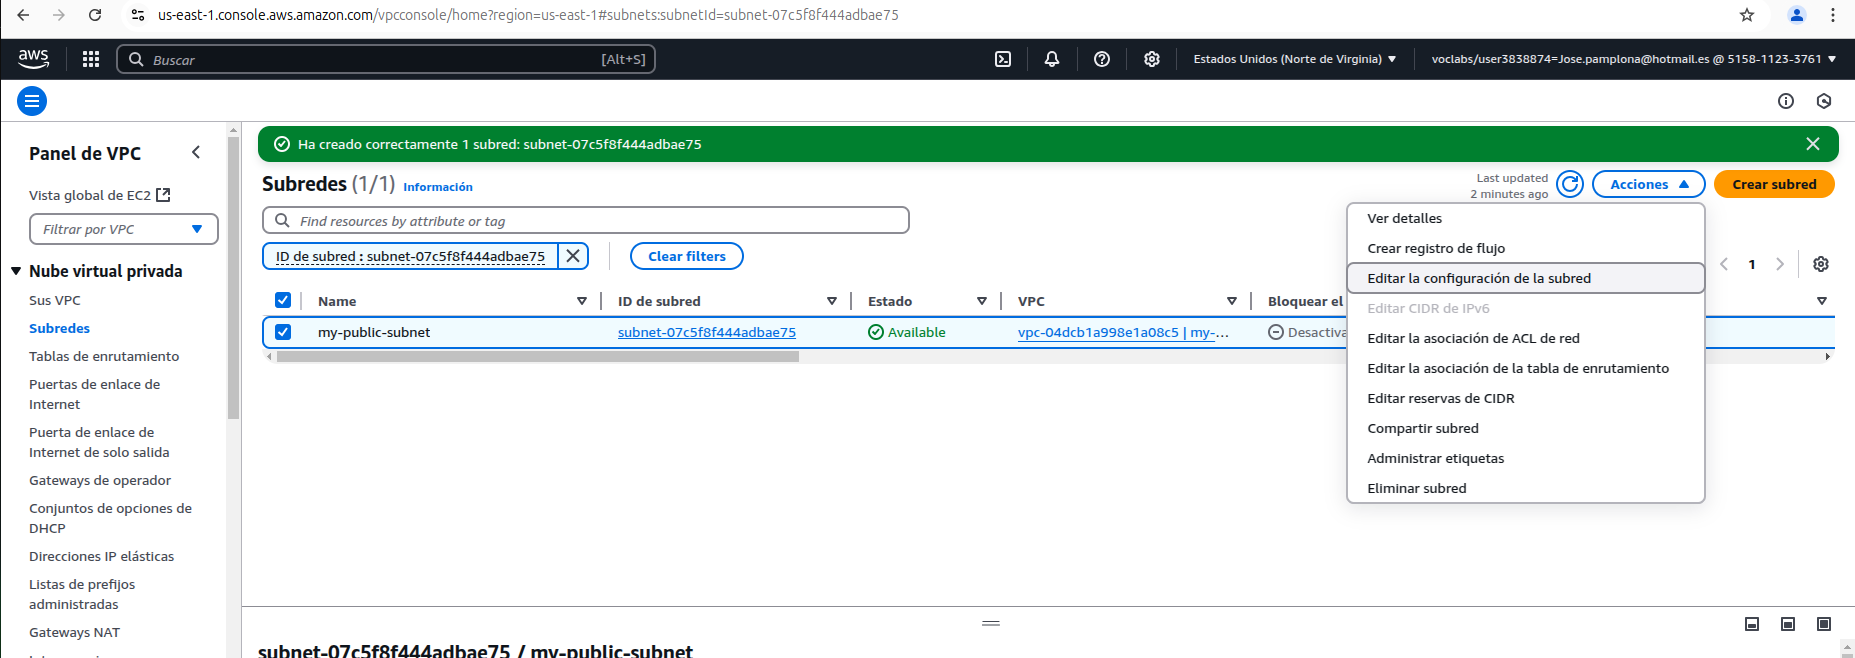 us-east-1.console.aws.amazon.com/vpcconsole/home?region=us-east-1#subnets:subnetId=subnet-07c5f8f444adbae75
aws
Buscar
[Alt+S]
Estados Unidos (Norte de Virginia)
voclabs/user3838874=Jose.pamplona@hotmail.es @ 5158-1123-3761
Panel de VPC
Vista global de EC2
Filtrar por VPC
Nube virtual privada
Sus VPC
Subredes
Tablas de enrutamiento
Puertas de enlace de
Internet
Puerta de enlace de
Internet de solo salida
Gateways de operador
Conjuntos de opciones de
DHCP
Direcciones IP elásticas
Listas de prefijos
administradas
Gateways NAT
Ha creado correctamente 1 subred: subnet-07c5f8f444adbae75
Subredes (1/1) Información
Last updated
2 minutes ago
Acciones
Crear subred
Find resources by attribute or tag
ID de subred : subnet-07c5f8f444adbae75
Clear filters
1
Name
ID de subred
Estado
VPC
Bloquear el
my-public-subnet
subnet-07c5f8f444adbae75
Available
vpc-04dcb1a998e1a08c5 | my-...
Desactiva
Ver detalles
Crear registro de flujo
Editar la configuración de la subred
Editar CIDR de IPv6
Editar la asociación de ACL de red
Editar la asociación de la tabla de enrutamiento
Editar reservas de CIDR
Compartir subred
Administrar etiquetas
Eliminar subred
subnet-07c5f8f444adbae75 / my-public-subnet